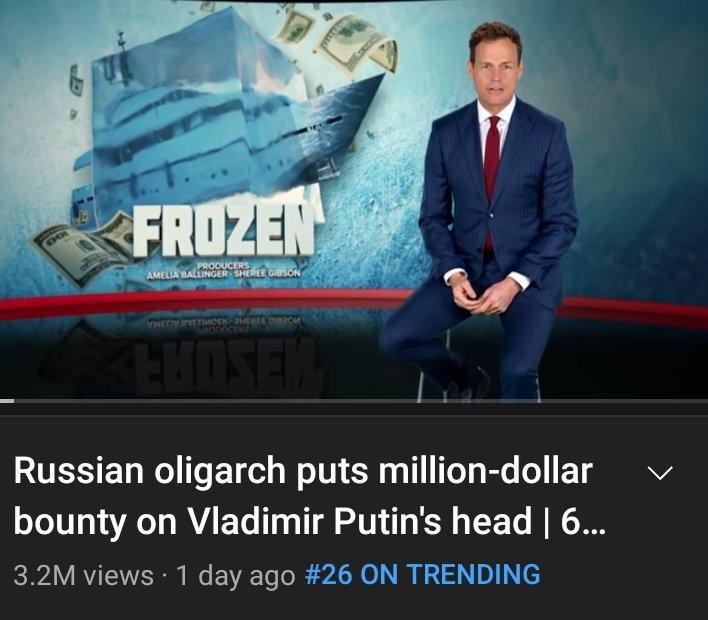 FROZEN
PRODUCERS
AMELIA BALLINGER SHEREE GIBSON
Russian oligarch puts million-dollar
bounty on Vladimir Putin's head | 6...
3.2M views · 1 day ago #26 ON TRENDING